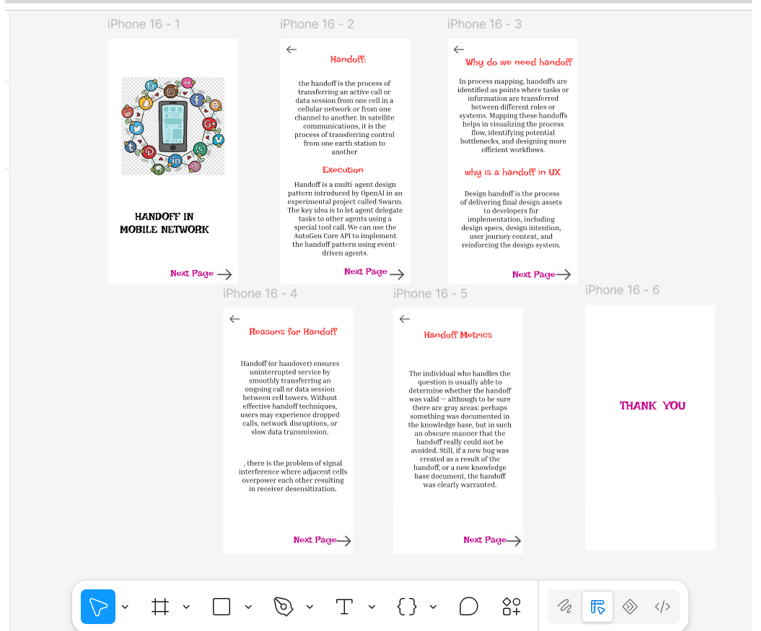 iPhone 16 - 1
HANDOFF IN
MOBILE NETWORK
Next Page
iPhone 16 - 2
Handoff:
the handoff is the process of
transferring an active call or
data session from one cell in a
cellular network or from one
channel to another. In satellite
communications, it is the
process of transferring control
from one earth station to
another
Execution
Handoff is a multi-agent design
pattern introduced by OpenAI in an
experimental project called Swarm.
The key idea is to let agent delegate
tasks to other agents using a
special tool call. We can use the
AutoGen Core API to implement
the handoff pattern using event-
driven agents.
Next Page
iPhone 16 - 3
Why do we need handoff
In process mapping, handoffs are
identified as points where tasks or
information are transferred
between different roles or
systems. Mapping these handoffs
helps in visualizing the process
flow, identifying potential
bottlenecks, and designing more
efficient workflows.
why is a handoff in UX
Design handoff is the process
of delivering final design assets
to developers for
implementation, including
design specs, design intention,
user journey context, and
reinforcing the design system.
Next Page
iPhone 16 - 4
Reasons for Handoff
Handoff (or handover) ensures
uninterrupted service by
smoothly transferring an
ongoing call or data session
between cell towers. Without
effective handoff techniques,
users may experience dropped
calls, network disruptions, or
slow data transmission.
, there is the problem of signal
interference where adjacent cells
overpower each other resulting
in receiver desensitization.
Next Page
iPhone 16 - 5
Handoff Metrics
The individual who handles the
question is usually able to
determine whether the handoff
was valid — although to be sure
there are gray areas: perhaps
something was documented in
the knowledge base, but in such
an obscure manner that the
handoff really could not be
avoided. Still, if a new bug was
created as a result of the
handoff, or a new knowledge
base document, the handoff
was clearly warranted.
Next Page
iPhone 16 - 6
THANK YOU